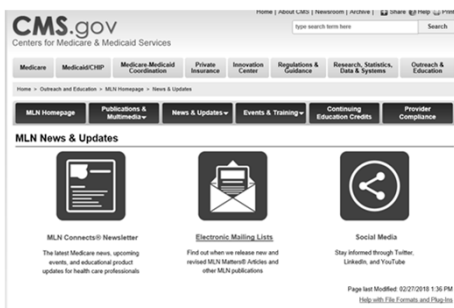 Home | About CMS | Newsroom | Archive | Share Help Print
CMS.gov
type search term here
Search
Centers for Medicare & Medicaid Services
Medicare
Medicaid/CHIP
Medicare-Medicaid
Coordination
Private
Insurance
Innovation
Center
Regulations &
Guidance
Research, Statistics,
Data & Systems
Outreach &
Education
Home > Outreach and Education > MLN Homepage > News & Updates
MLN Homepage
Publications &
Multimedia
News & Updates
Events & Training
Continuing
Education Credits
Provider
Compliance
MLN News & Updates
MLN Connects® Newsletter
The latest Medicare news, upcoming
events, and educational product
updates for health care professionals
Electronic Mailing Lists
Find out when we release new and
revised MLN Matters® Articles and
other MLN publications
Social Media
Stay informed through Twitter,
LinkedIn, and YouTube
Page last Modified: 02/27/2018 1:36 PM
Help with File Formats and Plug-Ins